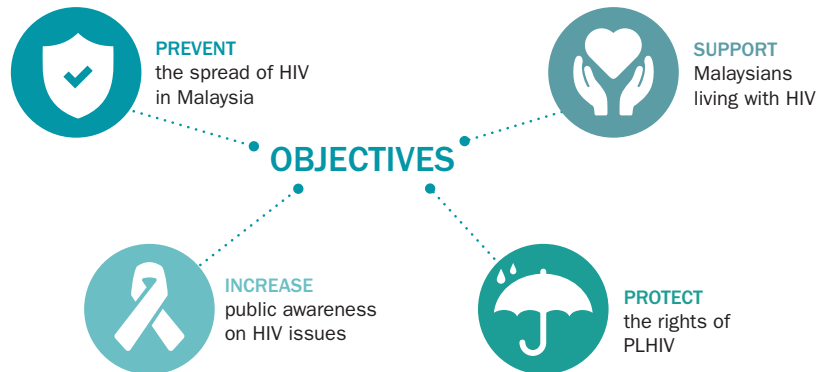 PREVENT
the spread of HIV
in Malaysia
SUPPORT
Malaysians
living with HIV
OBJECTIVES
INCREASE
public awareness
on HIV issues
PROTECT
the rights of
PLHIV